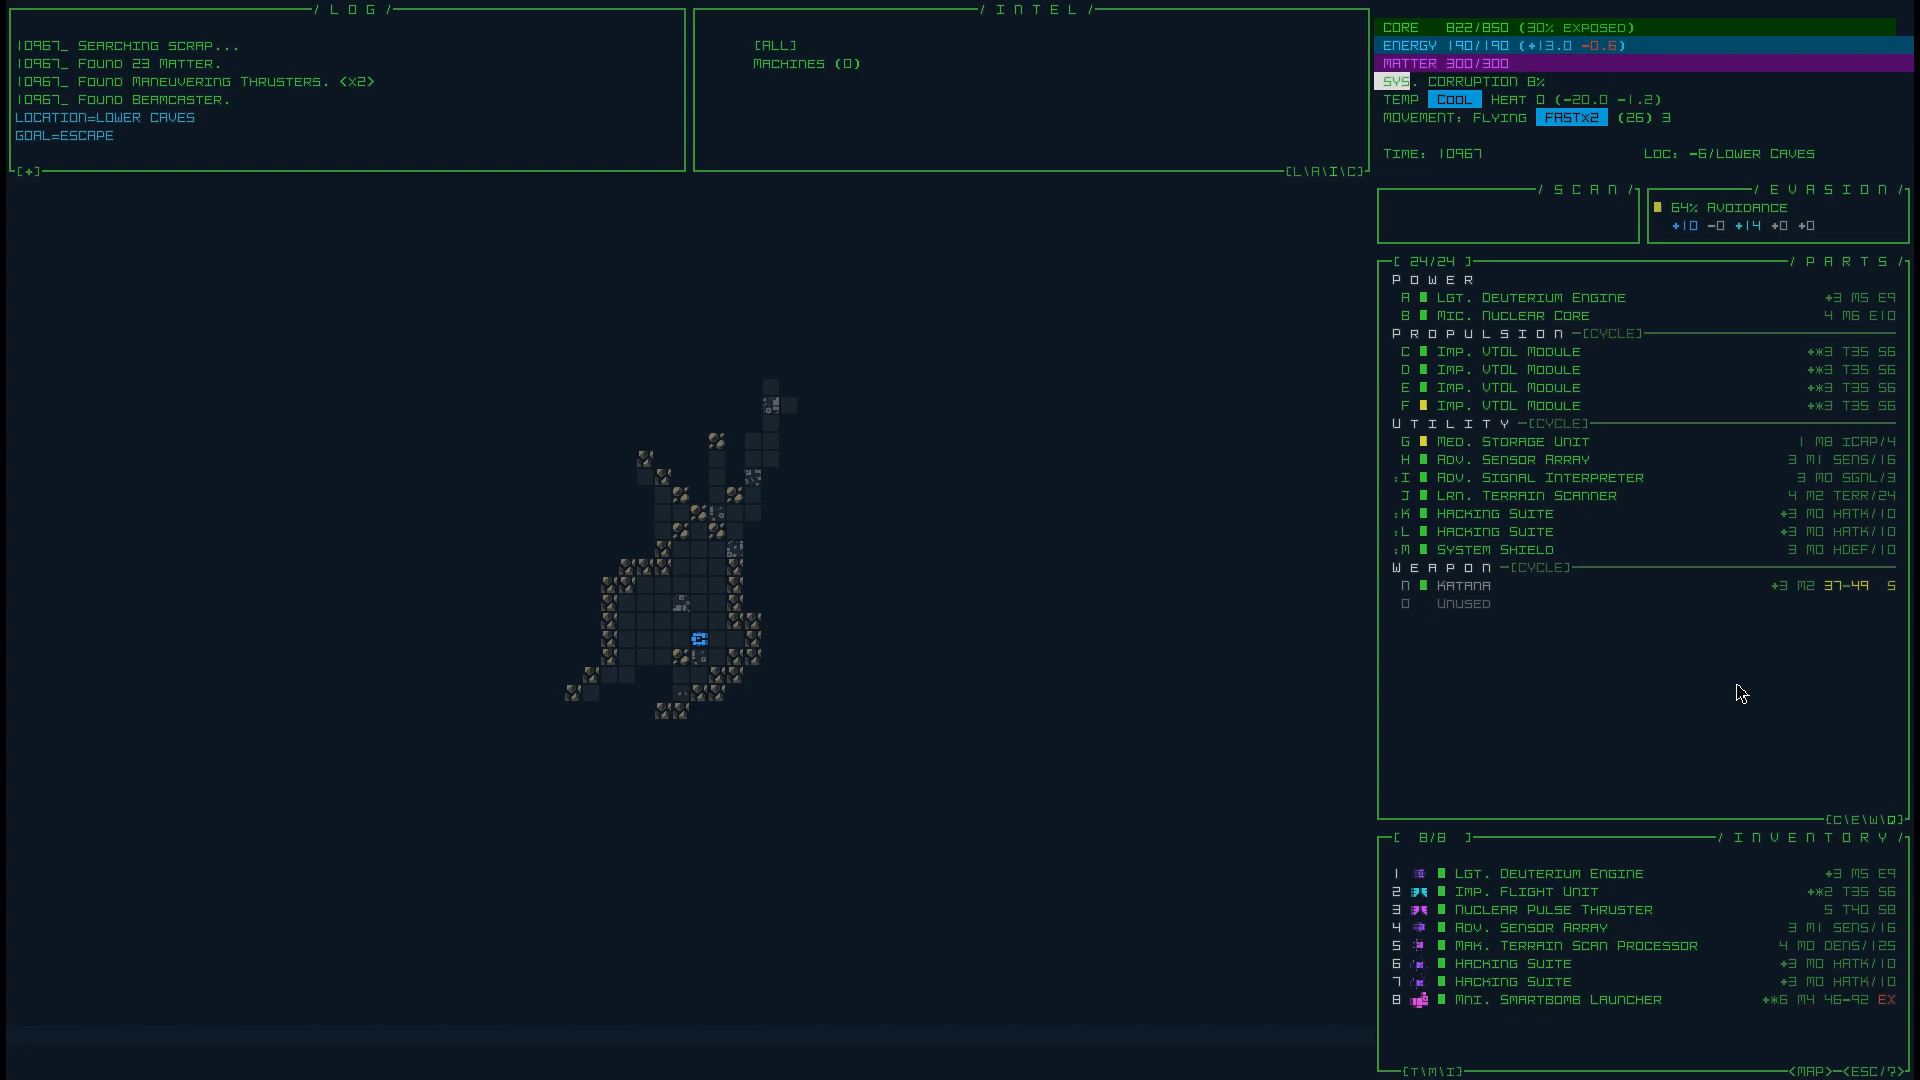 / L O G /
10967_ Searching scrap...
10967_ Found 23 Matter.
10967_ Found Maneuvering Thrusters. <x2>
10967_ Found Beamcaster.
LOCATION=LOWER CAVES
GOAL=ESCAPE
[+]
/ I N T E L /
[ALL]
MACHINES (0)
[L\A\I\C]
CORE 822/850 (30% EXPOSED)
ENERGY 190/190 (+13.0 -0.6)
MATTER 300/300
SYS. CORRUPTION 8%
TEMP COOL HEAT 0 (-20.0 -1.2)
MOVEMENT: FLYING FASTx2 (26) 3
TIME: 10967 LOC: -6/LOWER CAVES
/ S C A N /
/ E V A S I O N /
64% Avoidance
+10 -0 +14 +0 +0
[ 24/24 ] / P A R T S /
P O W E R
A Lgt. Deuterium Engine +3 M5 E9
B Mic. Nuclear Core 4 M6 E10
P R O P U L S I O N [CYCLE]
C Imp. VTOL Module +*3 T35 S6
D Imp. VTOL Module +*3 T35 S6
E Imp. VTOL Module +*3 T35 S6
F Imp. VTOL Module +*3 T35 S6
U T I L I T Y [CYCLE]
G Med. Storage Unit 1 M8 ICAP/4
H Adv. Sensor Array 3 M1 SENS/16
:I Adv. Signal Interpreter 3 M0 SGNL/3
J Lrn. Terrain Scanner 4 M2 TERR/24
:K Hacking Suite +3 M0 HATK/10
:L Hacking Suite +3 M0 HATK/10
:M System Shield 3 M0 HDEF/10
W E A P O N [CYCLE]
N Katana +3 M2 37-49 S
O Unused
[C\E\W\Q]
[ 8/8 ] / I N V E N T O R Y /
1 Lgt. Deuterium Engine +3 M5 E9
2 Imp. Flight Unit +*2 T35 S6
3 Nuclear Pulse Thruster 5 T40 S8
4 Adv. Sensor Array 3 M1 SENS/16
5 Mak. Terrain Scan Processor 4 M0 DENS/125
6 Hacking Suite +3 M0 HATK/10
7 Hacking Suite +3 M0 HATK/10
8 Mni. Smartbomb Launcher +*6 M4 46-92 EX
[T\M\I] <MAP>-<ESC/?>